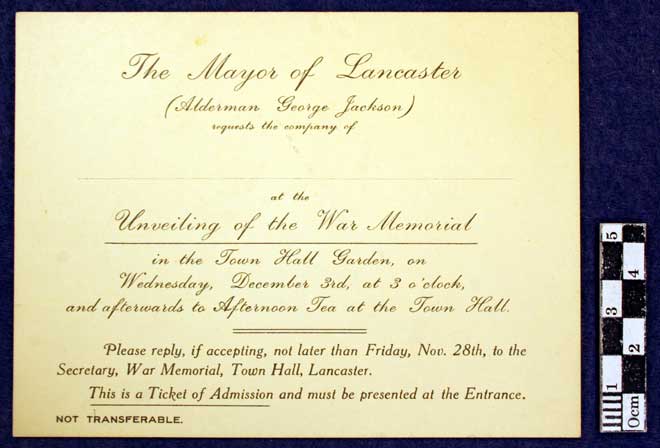 The Mayor of Lancaster
(Alderman George Jackson)
requests the company of
at the
Unveiling of the War Memorial
in the Town Hall Garden, on
Wednesday, December 3rd, at 3 o'clock,
and afterwards to Afternoon Tea at the Town Hall.
Please reply, if accepting, not later than Friday, Nov. 28th, to the
Secretary, War Memorial, Town Hall, Lancaster.
This is a Ticket of Admission and must be presented at the Entrance.
NOT TRANSFERABLE.
5
4
3
2
1
0cm